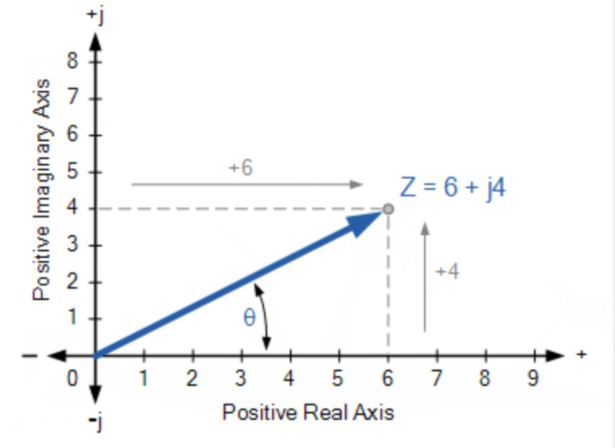 +j
8
7
6
5
4
3
2
1
Positive Imaginary Axis
+6
Z = 6 + j4
+4
θ
–
+
0 1 2 3 4 5 6 7 8 9
-j
Positive Real Axis